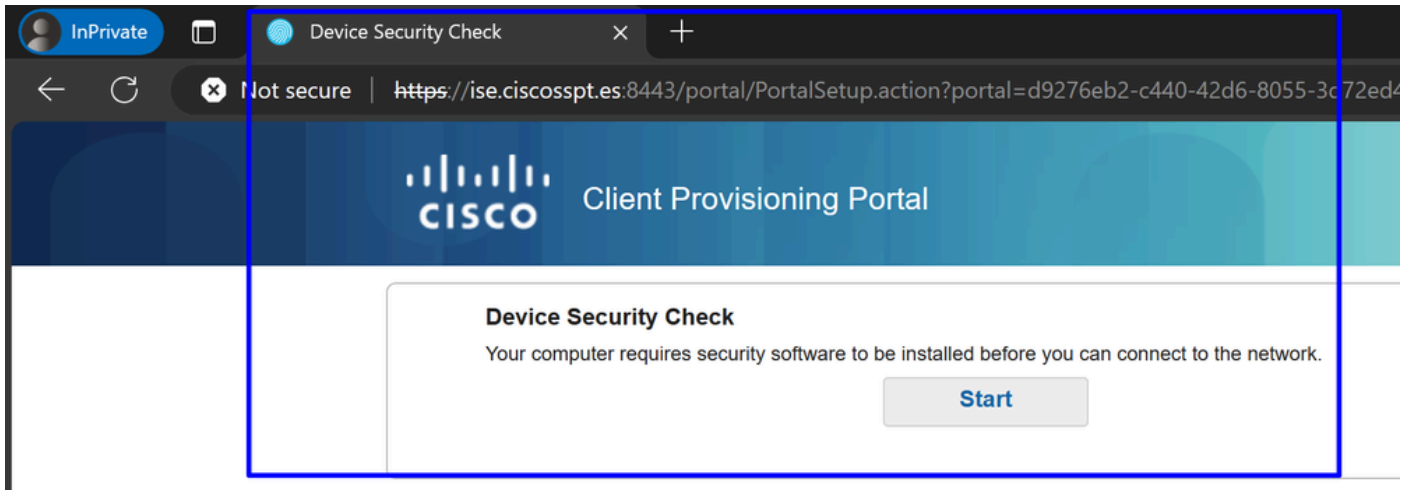 InPrivate
Device Security Check
Not secure
https://ise.ciscosspt.es:8443/portal/PortalSetup.action?portal=d9276eb2-c440-42d6-8055-3d72ed4
CISCO
Client Provisioning Portal
Device Security Check
Your computer requires security software to be installed before you can connect to the network.
Start